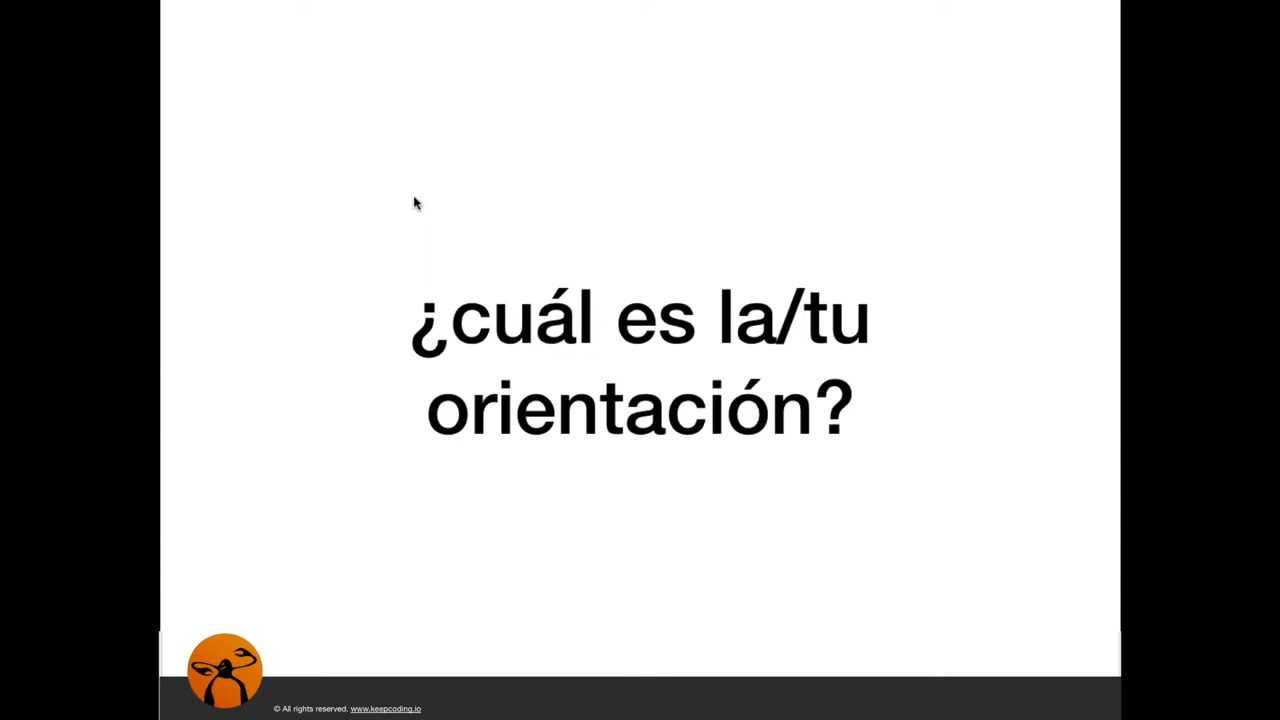 ¿cuál es la/tu
orientación?
© All rights reserved. www.keepcoding.io